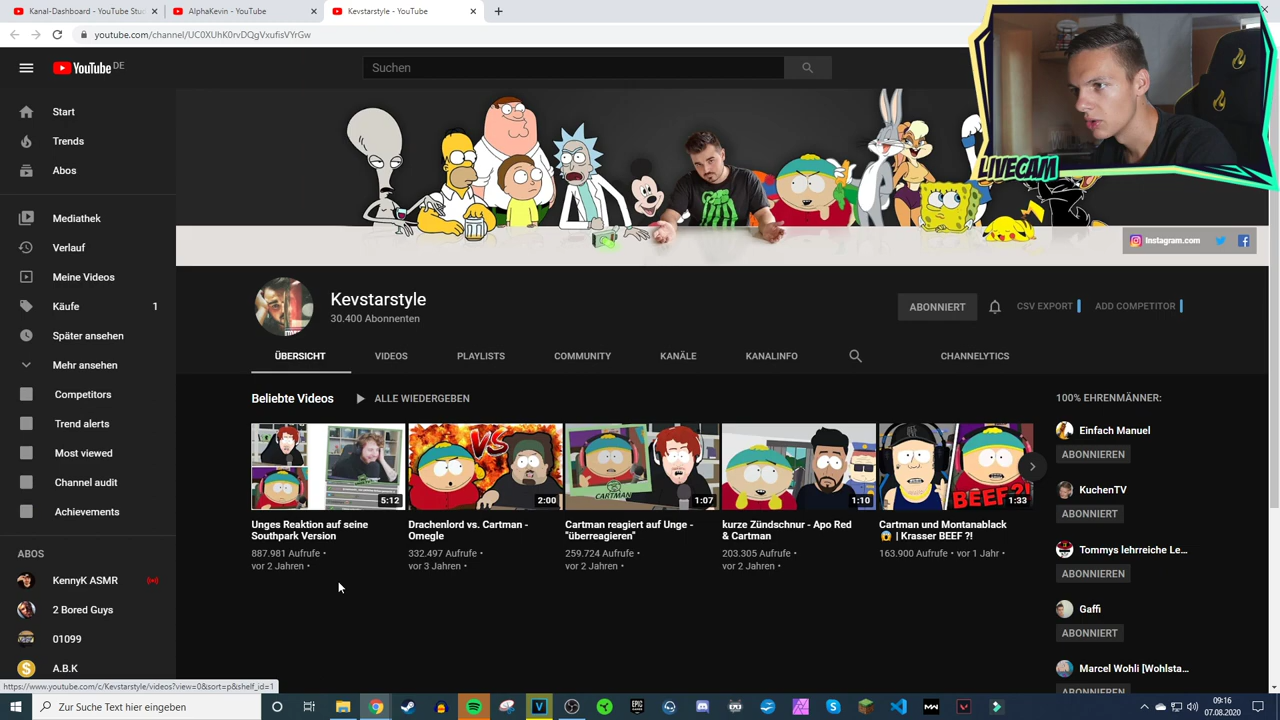 Kanal-Dashboard - YouTube Stu
AlphaKevin - YouTube
Kevstarstyle - YouTube
youtube.com/channel/UC0XUhK0rvDQgVxufisVYrGw
YouTube DE
Suchen
LIVECAM
Start
Trends
Abos
Mediathek
Verlauf
Meine Videos
Käufe 1
Später ansehen
Mehr ansehen
Competitors
Trend alerts
Most viewed
Channel audit
Achievements
ABOS
KennyK ASMR
2 Bored Guys
01099
A.B.K
Instagram.com
Kevstarstyle
30.400 Abonnenten
ABONNIERT
CSV EXPORT
ADD COMPETITOR
ÜBERSICHT
VIDEOS
PLAYLISTS
COMMUNITY
KANÄLE
KANALINFO
CHANNELYTICS
Beliebte Videos
ALLE WIEDERGEBEN
5:12
Unges Reaktion auf seine
Southpark Version
887.981 Aufrufe •
vor 2 Jahren •
VS
2:00
Drachenlord vs. Cartman -
Omegle
332.497 Aufrufe •
vor 3 Jahren •
CARTMAN
1:07
Cartman reagiert auf Unge -
"überreagieren"
259.724 Aufrufe •
vor 2 Jahren •
1:10
kurze Zündschnur - Apo Red
& Cartman
203.305 Aufrufe •
vor 2 Jahren •
BEEF?!
1:33
Cartman und Montanablack
😱 | Krasser BEEF ?!
163.900 Aufrufe • vor 1 Jahr •
100% EHRENMÄNNER:
Einfach Manuel
ABONNIEREN
KuchenTV
ABONNIERT
Tommys lehrreiche Le...
ABONNIEREN
Gaffi
ABONNIERT
Marcel Wohli [Wohlsta...
ABONNIEREN
https://www.youtube.com/c/Kevstarstyle/videos?view=0&sort=p&shelf_id=1
Zur Suche Text hier eingeben
09:16
07.08.2020